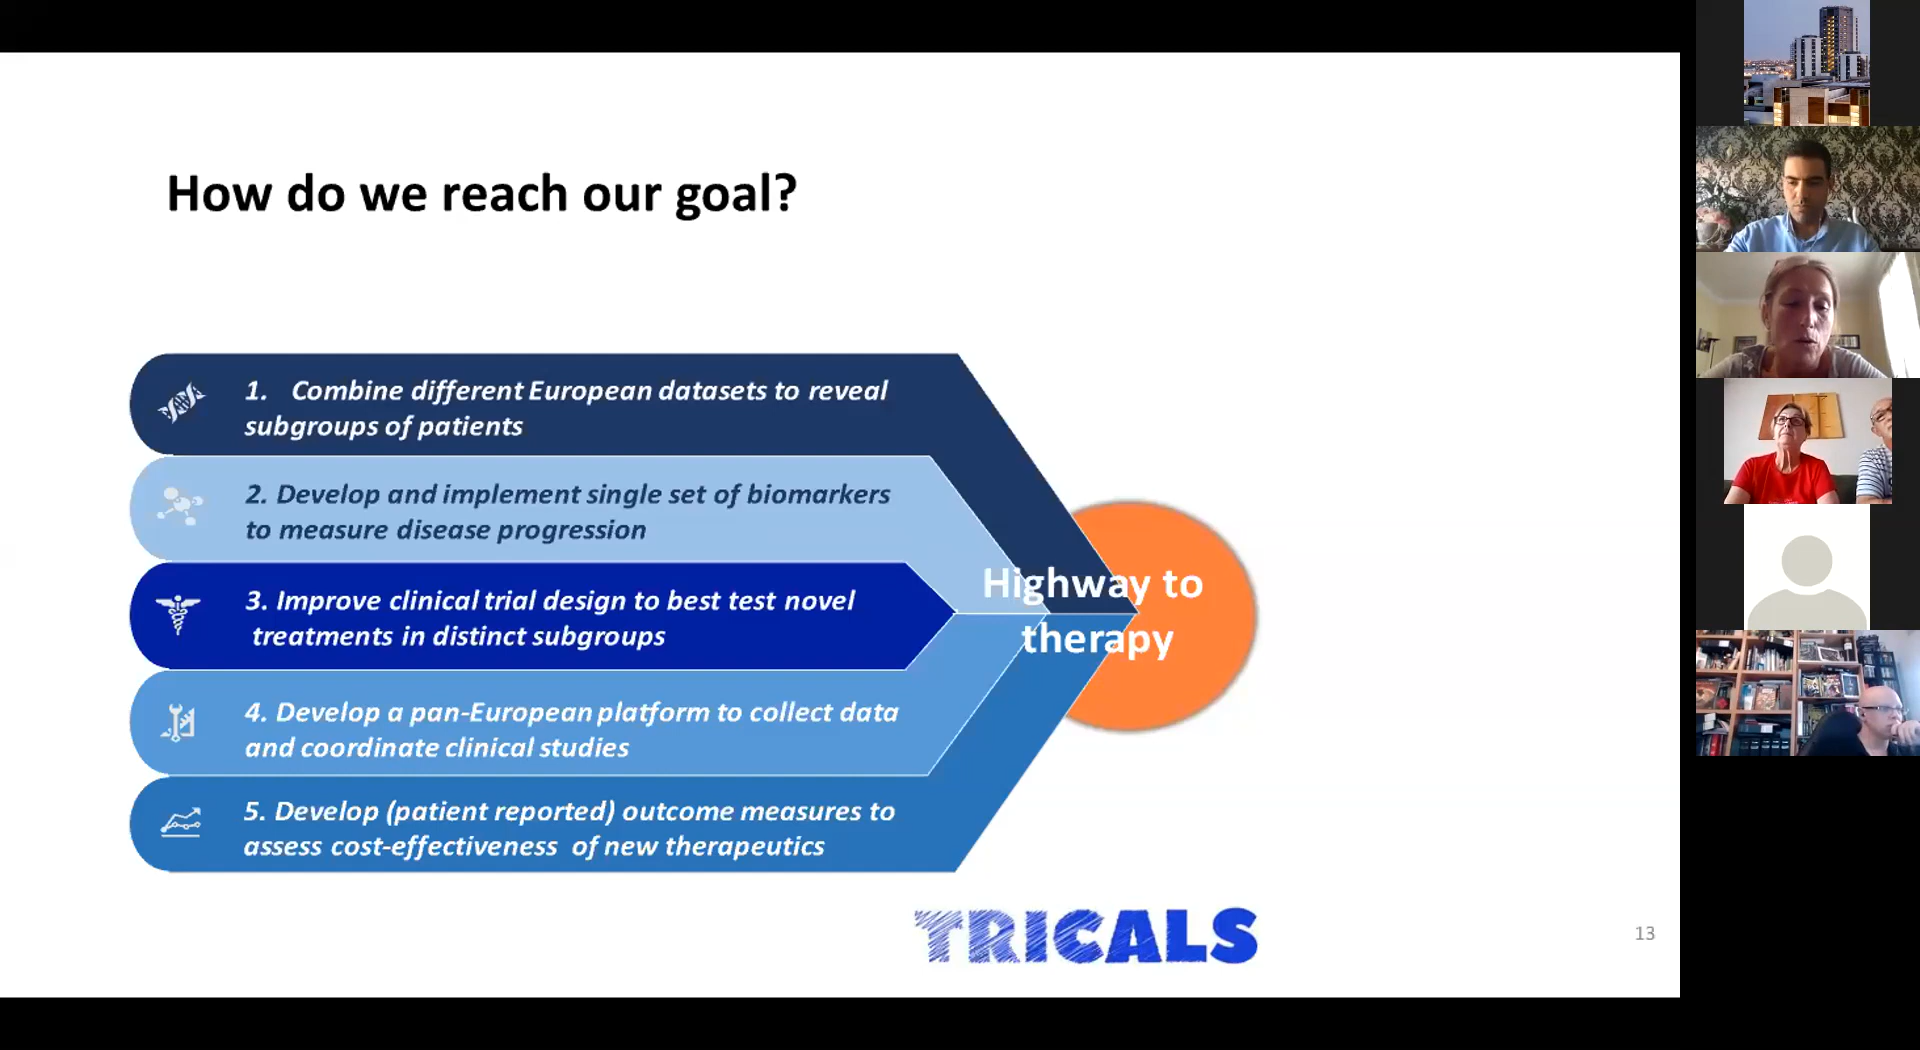 How do we reach our goal?
1. Combine different European datasets to reveal
subgroups of patients
2. Develop and implement single set of biomarkers
to measure disease progression
3. Improve clinical trial design to best test novel
treatments in distinct subgroups
4. Develop a pan-European platform to collect data
and coordinate clinical studies
5. Develop (patient reported) outcome measures to
assess cost-effectiveness of new therapeutics
Highway to
therapy
TRICALS
13